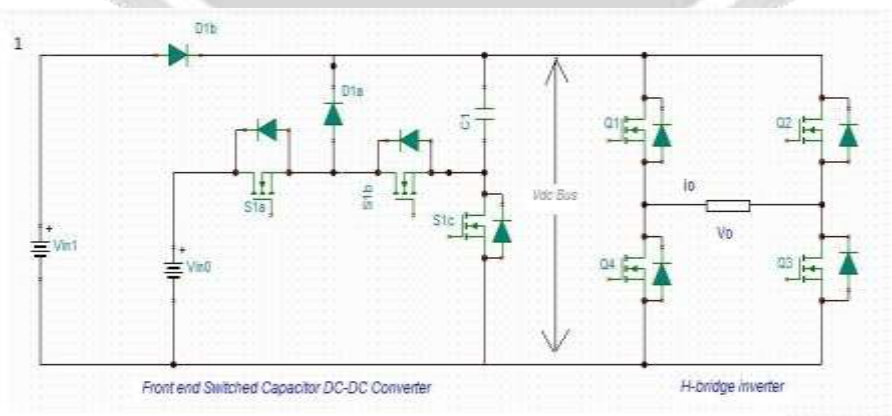 1
D1b
D1a
C1
Q1
Q2
S1a
S1b
S1c
Vdc Bus
io
Vo
Vin1
Vin0
Q4
Q3
Front end Switched Capacitor DC-DC Converter
H-bridge inverter